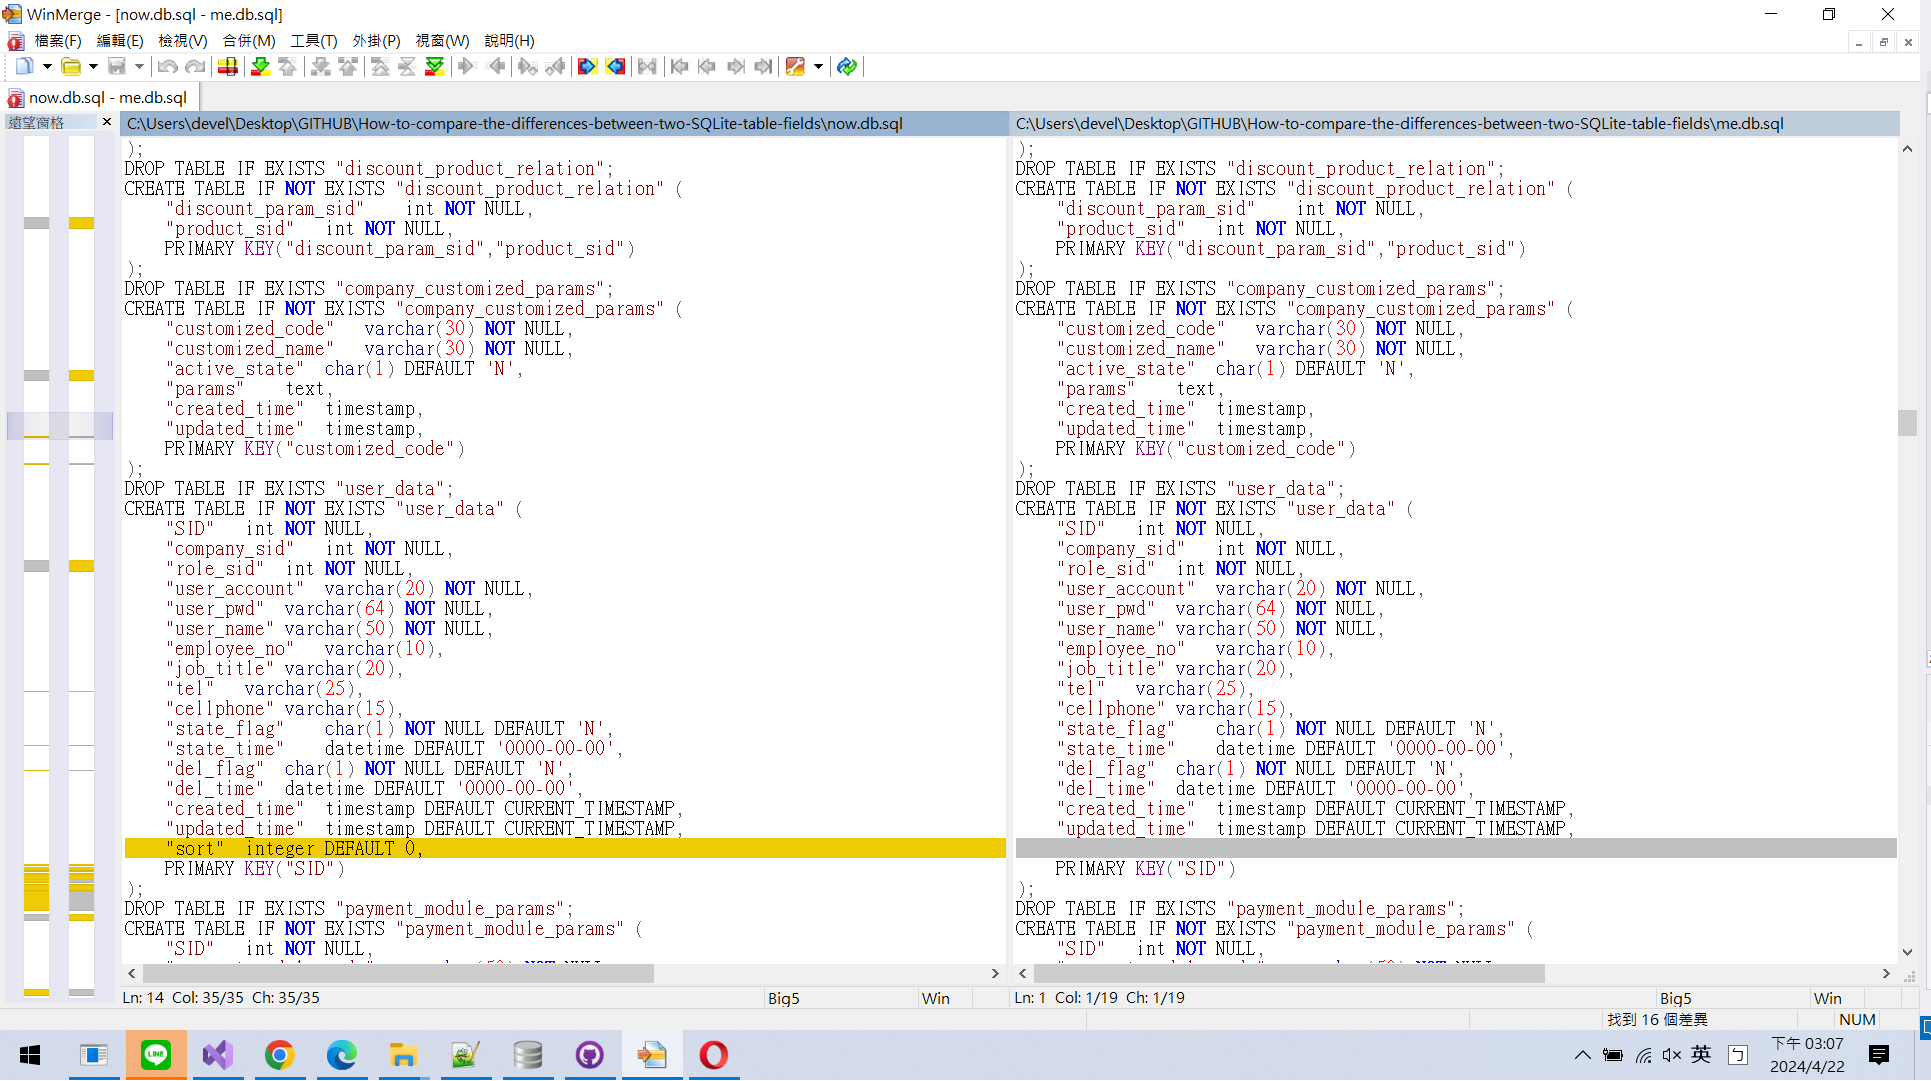 WinMerge - [now.db.sql - me.db.sql]
檔案(F) 編輯(E) 檢視(V) 合併(M) 工具(T) 外掛(P) 視窗(W) 說明(H)
now.db.sql - me.db.sql
遠望窗格
C:\Users\devel\Desktop\GITHUB\How-to-compare-the-differences-between-two-SQLite-table-fields\now.db.sql
);
DROP TABLE IF EXISTS "discount_product_relation";
CREATE TABLE IF NOT EXISTS "discount_product_relation" (
"discount_param_sid" int NOT NULL,
"product_sid" int NOT NULL,
PRIMARY KEY("discount_param_sid","product_sid")
);
DROP TABLE IF EXISTS "company_customized_params";
CREATE TABLE IF NOT EXISTS "company_customized_params" (
"customized_code" varchar(30) NOT NULL,
"customized_name" varchar(30) NOT NULL,
"active_state" char(1) DEFAULT 'N',
"params" text,
"created_time" timestamp,
"updated_time" timestamp,
PRIMARY KEY("customized_code")
);
DROP TABLE IF EXISTS "user_data";
CREATE TABLE IF NOT EXISTS "user_data" (
"SID" int NOT NULL,
"company_sid" int NOT NULL,
"role_sid" int NOT NULL,
"user_account" varchar(20) NOT NULL,
"user_pwd" varchar(64) NOT NULL,
"user_name" varchar(50) NOT NULL,
"employee_no" varchar(10),
"job_title" varchar(20),
"tel" varchar(25),
"cellphone" varchar(15),
"state_flag" char(1) NOT NULL DEFAULT 'N',
"state_time" datetime DEFAULT '0000-00-00',
"del_flag" char(1) NOT NULL DEFAULT 'N',
"del_time" datetime DEFAULT '0000-00-00',
"created_time" timestamp DEFAULT CURRENT_TIMESTAMP,
"updated_time" timestamp DEFAULT CURRENT_TIMESTAMP,
"sort" integer DEFAULT 0,
PRIMARY KEY("SID")
);
DROP TABLE IF EXISTS "payment_module_params";
CREATE TABLE IF NOT EXISTS "payment_module_params" (
"SID" int NOT NULL,
Ln: 14 Col: 35/35 Ch: 35/35
Big5
Win
C:\Users\devel\Desktop\GITHUB\How-to-compare-the-differences-between-two-SQLite-table-fields\me.db.sql
);
DROP TABLE IF EXISTS "discount_product_relation";
CREATE TABLE IF NOT EXISTS "discount_product_relation" (
"discount_param_sid" int NOT NULL,
"product_sid" int NOT NULL,
PRIMARY KEY("discount_param_sid","product_sid")
);
DROP TABLE IF EXISTS "company_customized_params";
CREATE TABLE IF NOT EXISTS "company_customized_params" (
"customized_code" varchar(30) NOT NULL,
"customized_name" varchar(30) NOT NULL,
"active_state" char(1) DEFAULT 'N',
"params" text,
"created_time" timestamp,
"updated_time" timestamp,
PRIMARY KEY("customized_code")
);
DROP TABLE IF EXISTS "user_data";
CREATE TABLE IF NOT EXISTS "user_data" (
"SID" int NOT NULL,
"company_sid" int NOT NULL,
"role_sid" int NOT NULL,
"user_account" varchar(20) NOT NULL,
"user_pwd" varchar(64) NOT NULL,
"user_name" varchar(50) NOT NULL,
"employee_no" varchar(10),
"job_title" varchar(20),
"tel" varchar(25),
"cellphone" varchar(15),
"state_flag" char(1) NOT NULL DEFAULT 'N',
"state_time" datetime DEFAULT '0000-00-00',
"del_flag" char(1) NOT NULL DEFAULT 'N',
"del_time" datetime DEFAULT '0000-00-00',
"created_time" timestamp DEFAULT CURRENT_TIMESTAMP,
"updated_time" timestamp DEFAULT CURRENT_TIMESTAMP,
PRIMARY KEY("SID")
);
DROP TABLE IF EXISTS "payment_module_params";
CREATE TABLE IF NOT EXISTS "payment_module_params" (
"SID" int NOT NULL,
Ln: 1 Col: 1/19 Ch: 1/19
Big5
Win
找到 16 個差異
NUM
LINE
英
ㄅ
下午 03:07
2024/4/22